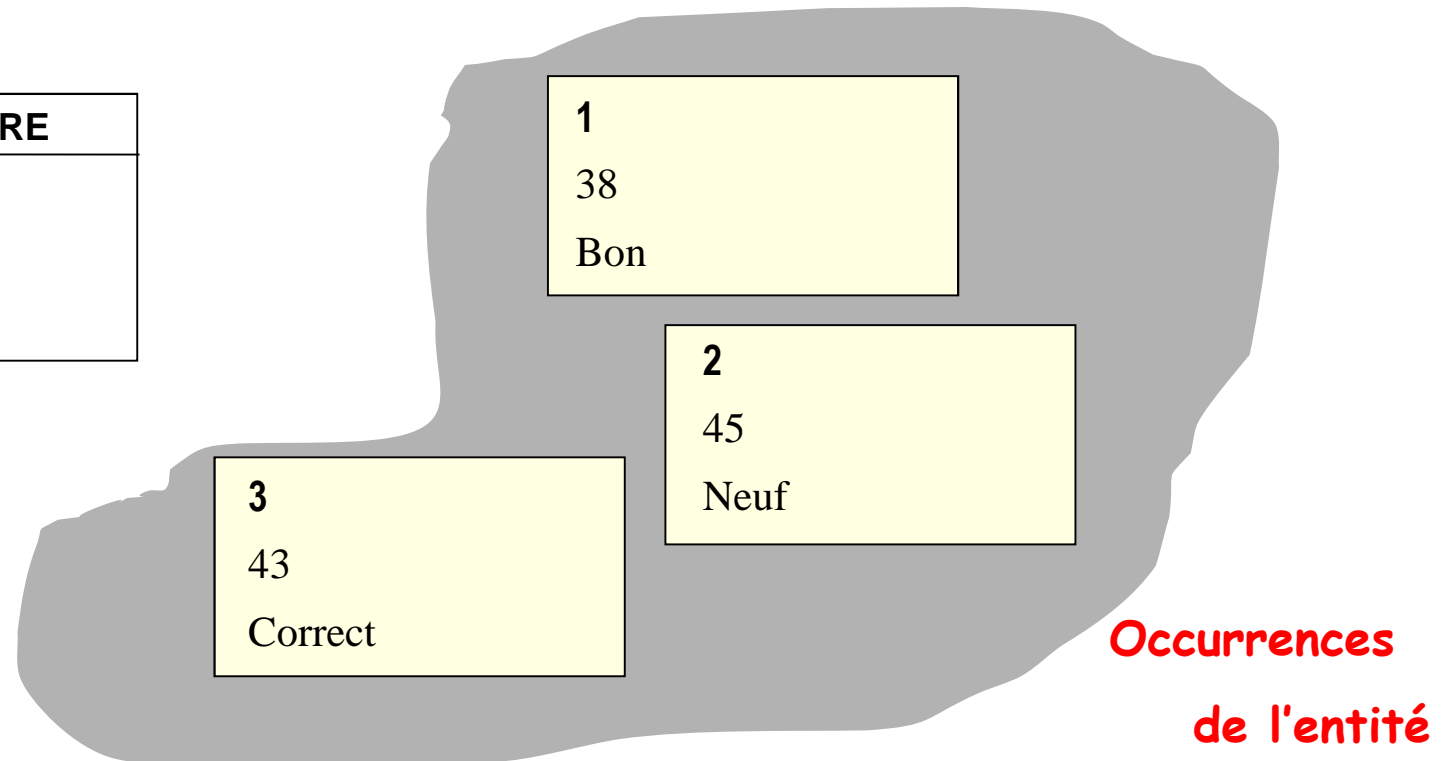 RE
1
38
Bon
2
45
Neuf
3
43
Correct
Occurrences
de l'entité